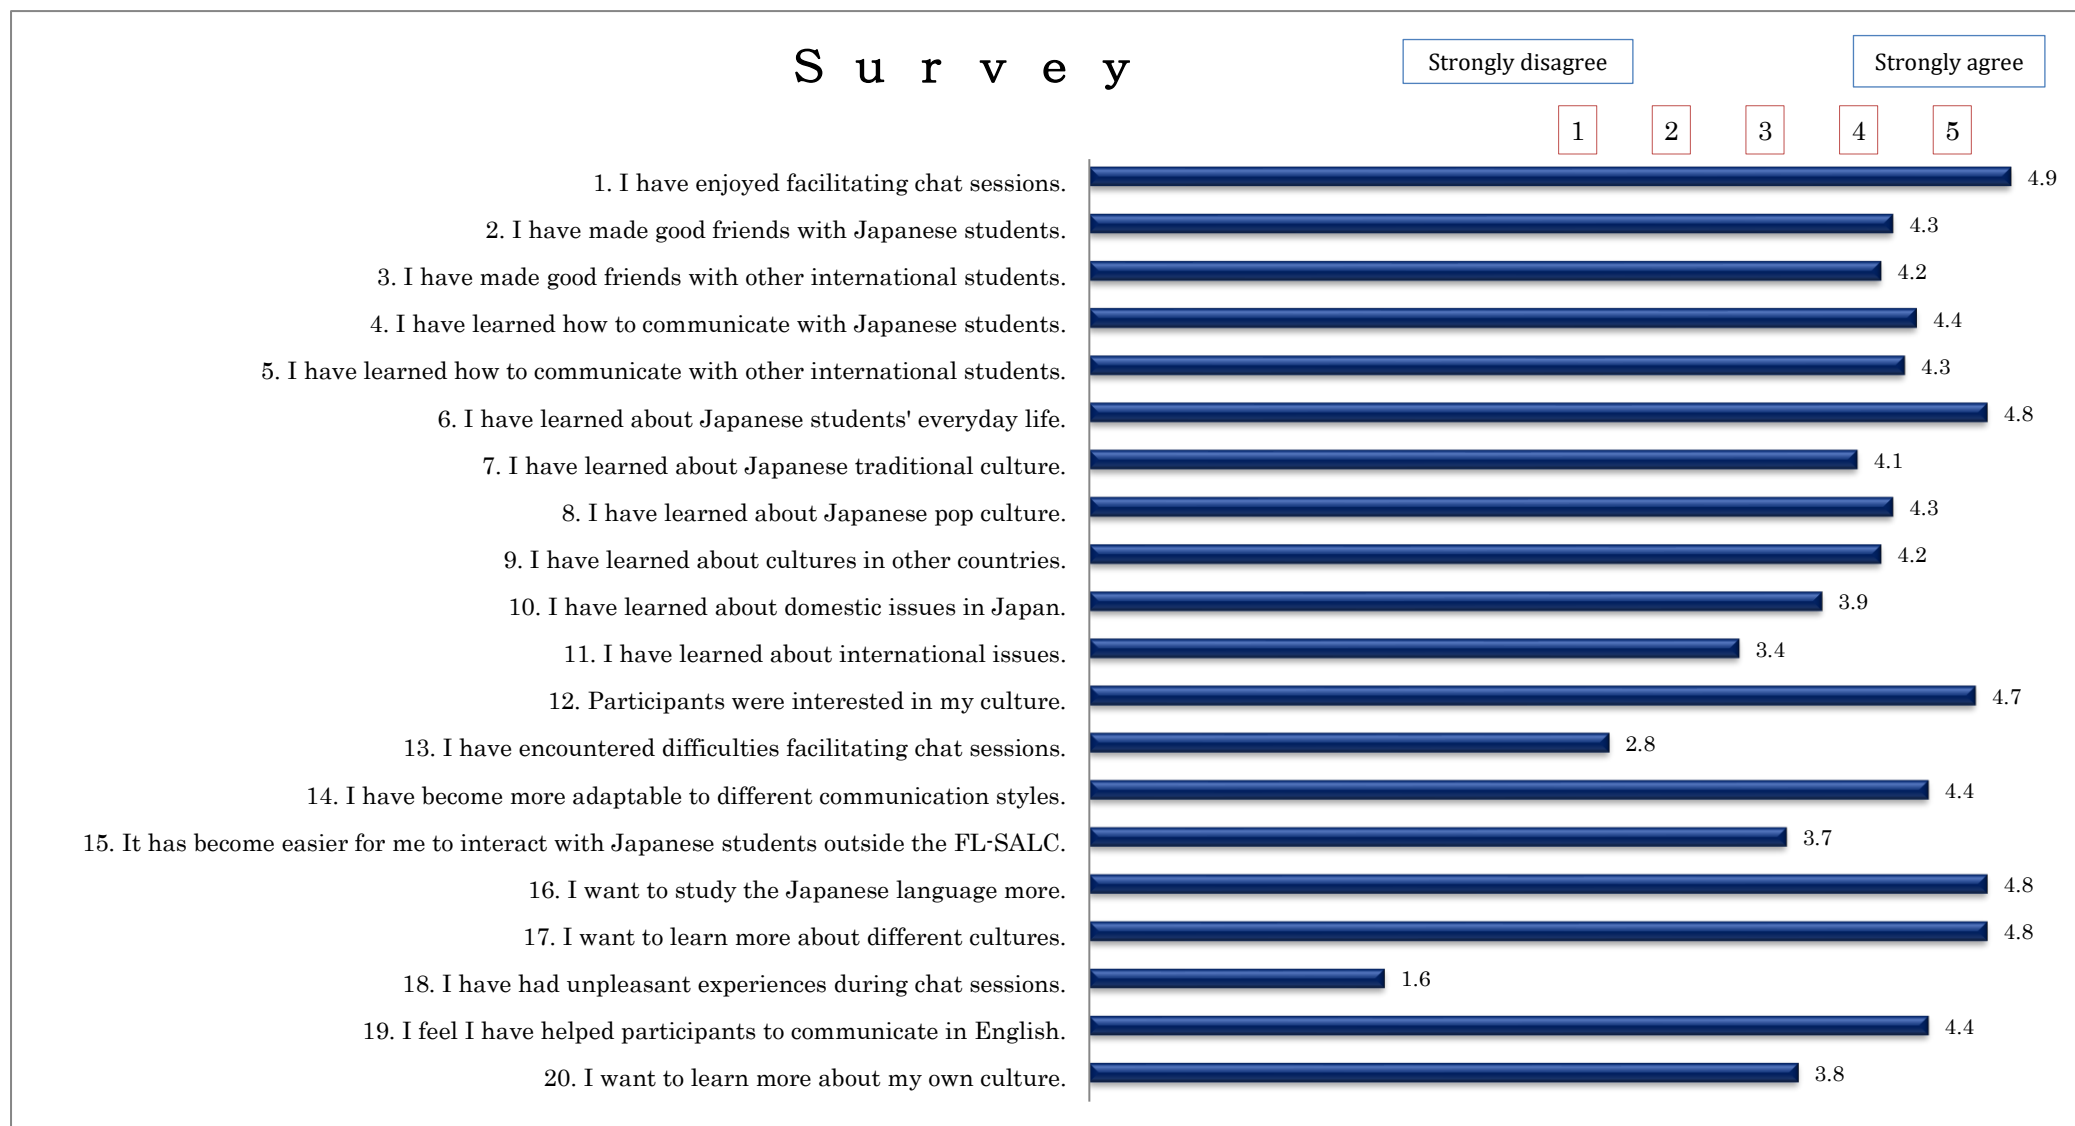 Survey
Strongly disagree
Strongly agree
1 2 3 4 5
1. I have enjoyed facilitating chat sessions. 4.9
2. I have made good friends with Japanese students. 4.3
3. I have made good friends with other international students. 4.2
4. I have learned how to communicate with Japanese students. 4.4
5. I have learned how to communicate with other international students. 4.3
6. I have learned about Japanese students' everyday life. 4.8
7. I have learned about Japanese traditional culture. 4.1
8. I have learned about Japanese pop culture. 4.3
9. I have learned about cultures in other countries. 4.2
10. I have learned about domestic issues in Japan. 3.9
11. I have learned about international issues. 3.4
12. Participants were interested in my culture. 4.7
13. I have encountered difficulties facilitating chat sessions. 2.8
14. I have become more adaptable to different communication styles. 4.4
15. It has become easier for me to interact with Japanese students outside the FL-SALC. 3.7
16. I want to study the Japanese language more. 4.8
17. I want to learn more about different cultures. 4.8
18. I have had unpleasant experiences during chat sessions. 1.6
19. I feel I have helped participants to communicate in English. 4.4
20. I want to learn more about my own culture. 3.8